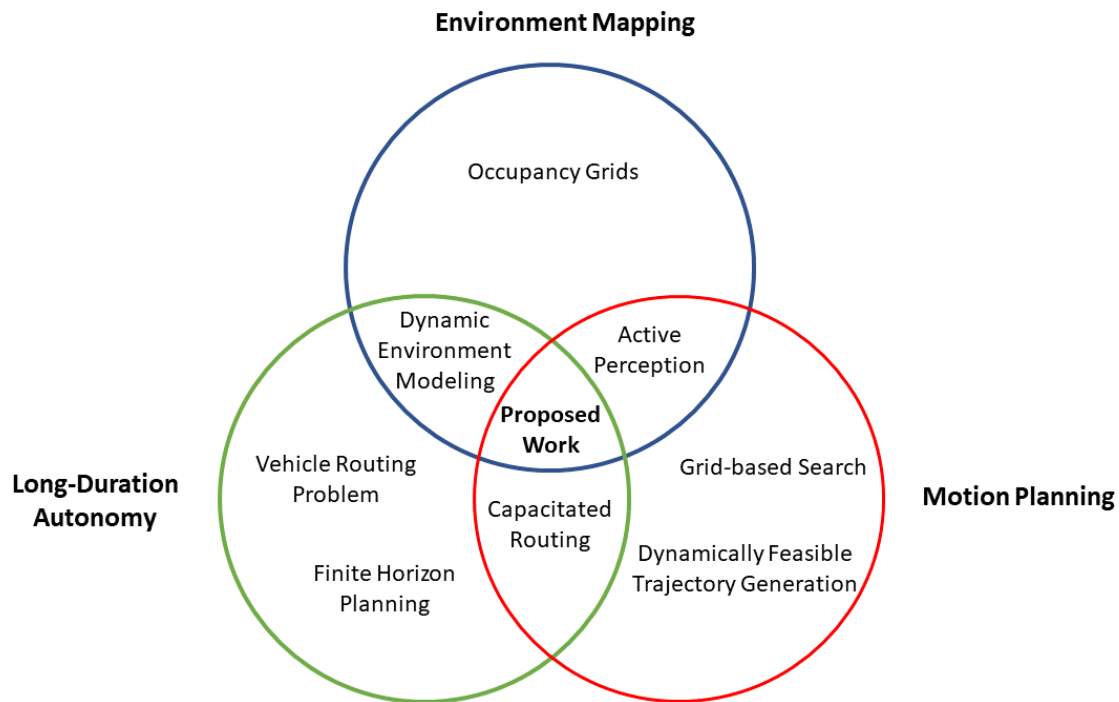 Environment Mapping
Occupancy Grids
Dynamic
Environment
Modeling
Active
Perception
Proposed
Work
Long-Duration
Autonomy
Vehicle Routing
Problem
Finite Horizon
Planning
Capacitated
Routing
Grid-based Search
Dynamically Feasible
Trajectory Generation
Motion Planning